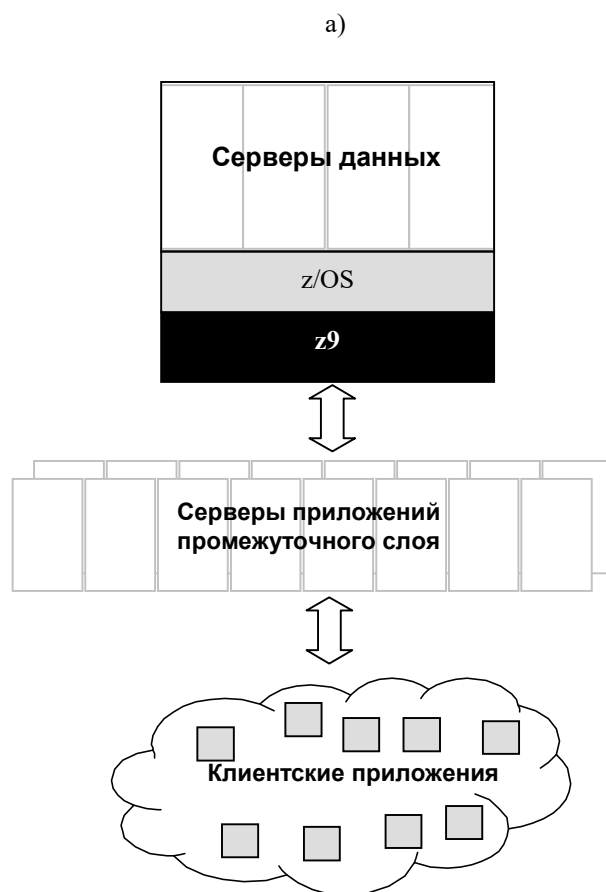 а)
Серверы данных
z/OS
z9
Серверы приложений
промежуточного слоя
Клиентские приложения